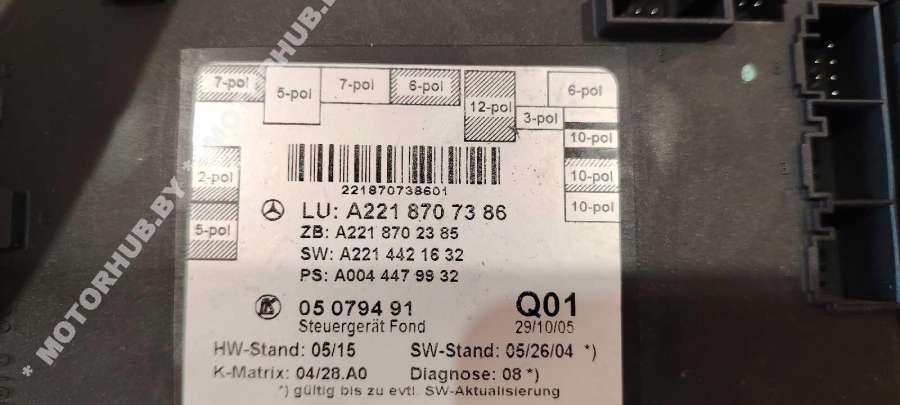 7-pol
5-pol
7-pol
6-pol
12-pol
3-pol
6-pol
10-pol
10-pol
10-pol
2-pol
5-pol
221870738601
LU: A221 870 73 86
ZB: A221 870 23 85
SW: A221 442 16 32
PS: A004 447 99 32
05 0794 91
Q01
Steuergerät Fond
29/10/05
HW-Stand: 05/15 SW-Stand: 05/26/04 *)
K-Matrix: 04/28.A0 Diagnose: 08 *)
*) gültig bis zu evtl. SW-Aktualisierung
* MOTORHUB.BY * MOTORHUB.BY
* MOTORHUB.BY